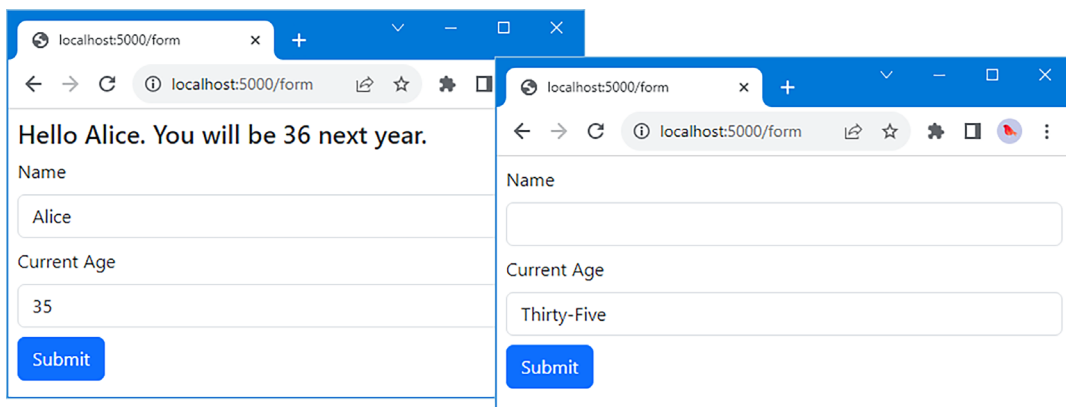 localhost:5000/form
localhost:5000/form
Hello Alice. You will be 36 next year.
Name
Alice
Current Age
35
Submit
localhost:5000/form
localhost:5000/form
Name
Current Age
Thirty-Five
Submit